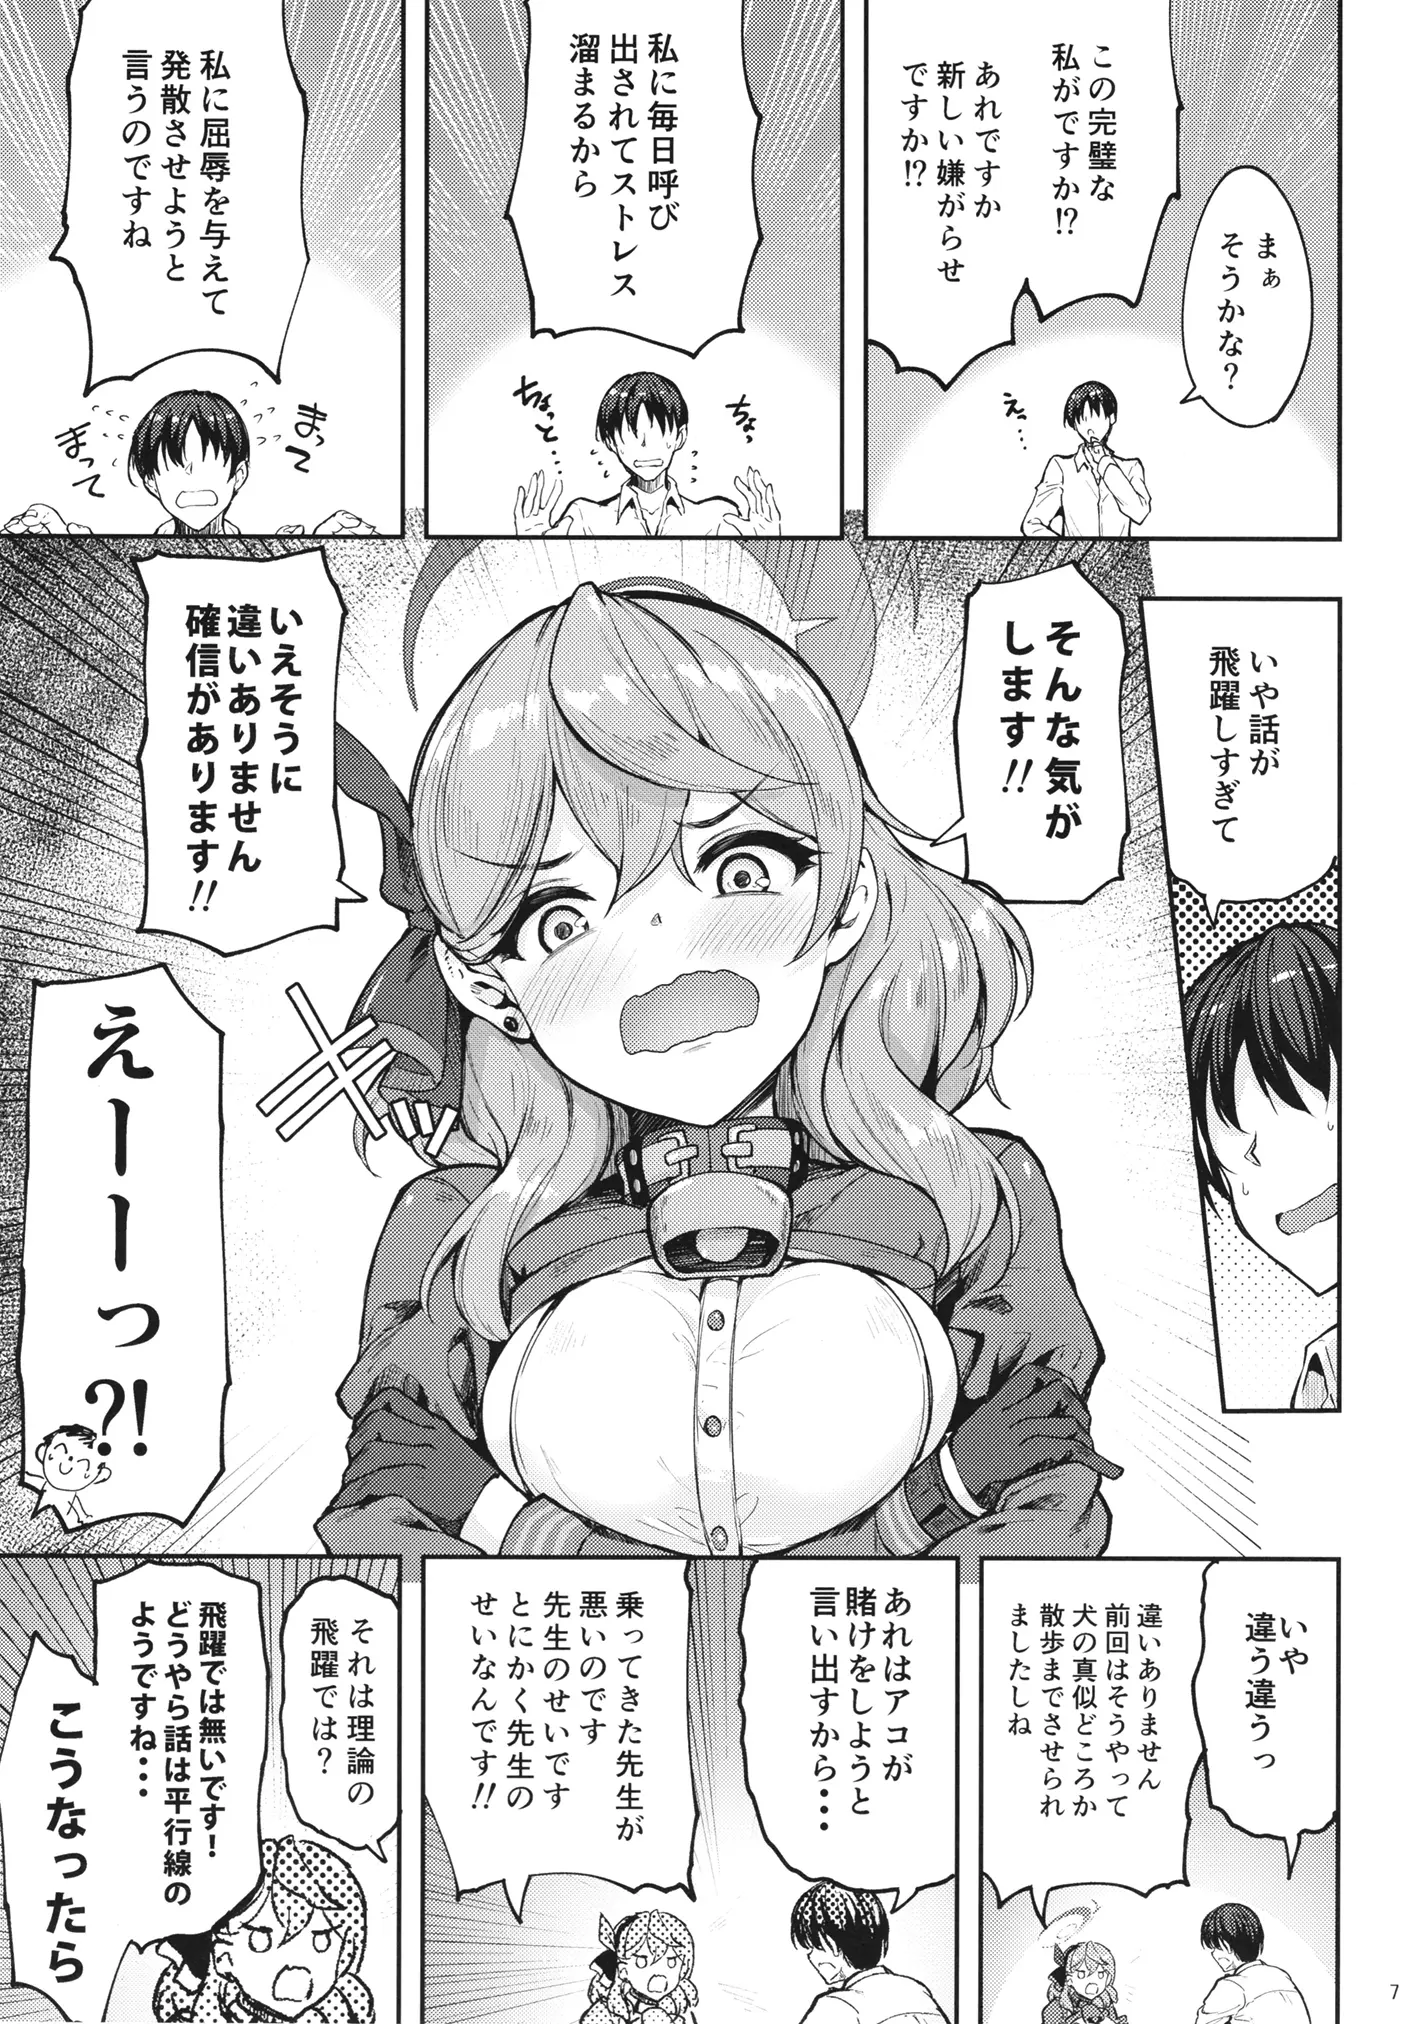 まぁ
そうかな？
この完璧な
私がですか!?
あれですか
新しい嫌がらせ
ですか!?
えっ…
私に毎日呼び
出されてストレス
溜まるから
ちょっ
ちょっと…
私に屈辱を与えて
発散させようと
言うのですね
まって
まって
いや話が
飛躍しすぎて
そんな気が
します!!
いえそうに
違いありません
確信があります!!
キッ
えーーっ?!
いや
違う違うっ
違いありません
前回はそうやって
犬の真似どころか
散歩までさせられ
ましたしね
あれはアコが
賭けをしようと
言い出すから・・・
乗ってきた先生が
悪いのです
先生のせいです
とにかく先生の
せいなんです!!
それは理論の
飛躍では？
飛躍では無いです！
どうやら話は平行線の
ようですね・・・
こうなったら
7